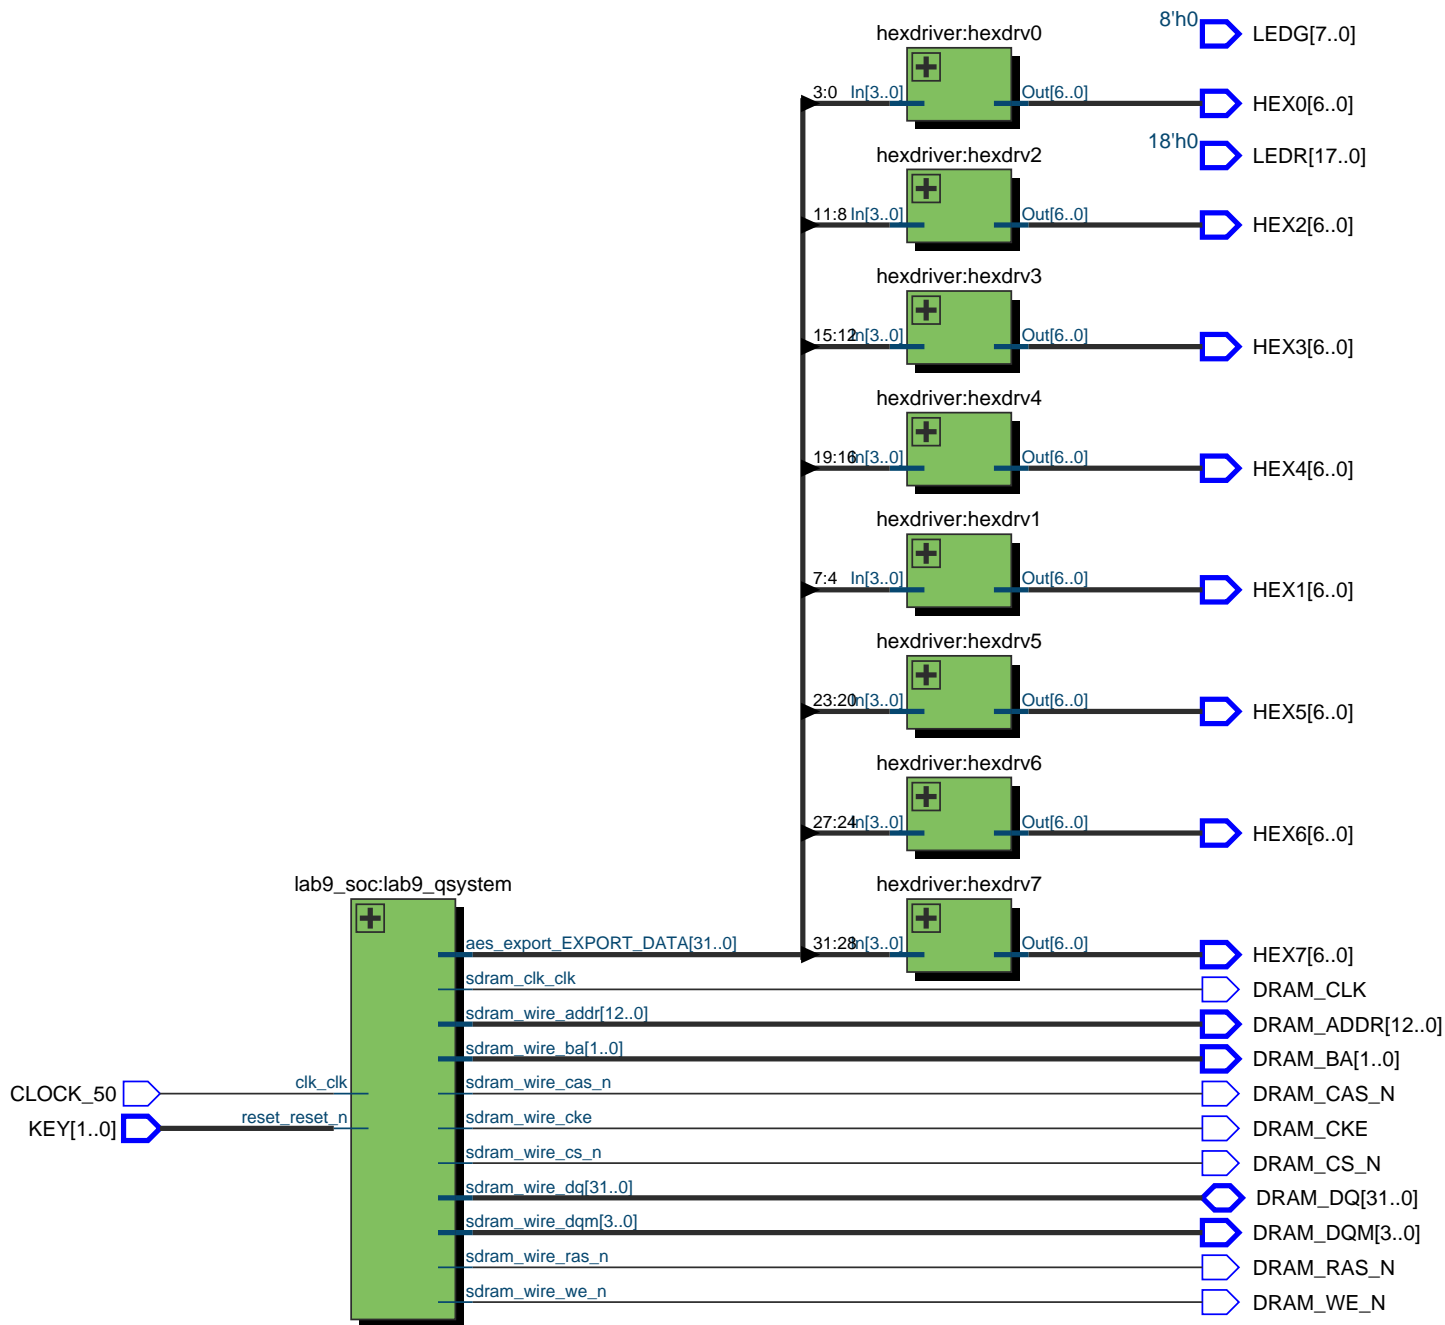 8'h0
LEDG[7..0]
hexdriver:hexdrv0
3:0 In[3..0] Out[6..0] HEX0[6..0]
18'h0
LEDR[17..0]
hexdriver:hexdrv2
11:8 In[3..0] Out[6..0] HEX2[6..0]
hexdriver:hexdrv3
15:12 In[3..0] Out[6..0] HEX3[6..0]
hexdriver:hexdrv4
19:16 In[3..0] Out[6..0] HEX4[6..0]
hexdriver:hexdrv1
7:4 In[3..0] Out[6..0] HEX1[6..0]
hexdriver:hexdrv5
23:20 In[3..0] Out[6..0] HEX5[6..0]
hexdriver:hexdrv6
27:24 In[3..0] Out[6..0] HEX6[6..0]
lab9_soc:lab9_qsystem
hexdriver:hexdrv7
aes_export_EXPORT_DATA[31..0] 31:28 In[3..0] Out[6..0] HEX7[6..0]
sdram_clk_clk DRAM_CLK
sdram_wire_addr[12..0] DRAM_ADDR[12..0]
sdram_wire_ba[1..0] DRAM_BA[1..0]
CLOCK_50 clk_clk sdram_wire_cas_n DRAM_CAS_N
KEY[1..0] reset_reset_n sdram_wire_cke DRAM_CKE
sdram_wire_cs_n DRAM_CS_N
sdram_wire_dq[31..0] DRAM_DQ[31..0]
sdram_wire_dqm[3..0] DRAM_DQM[3..0]
sdram_wire_ras_n DRAM_RAS_N
sdram_wire_we_n DRAM_WE_N